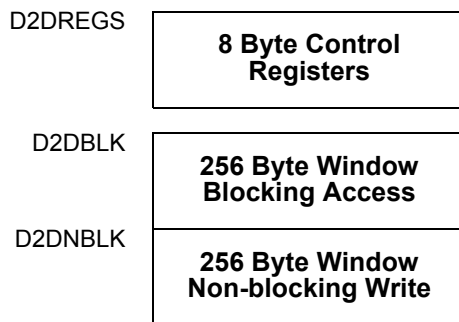 D2DREGS
8 Byte Control
Registers
D2DBLK
256 Byte Window
Blocking Access
D2DNBLK
256 Byte Window
Non-blocking Write